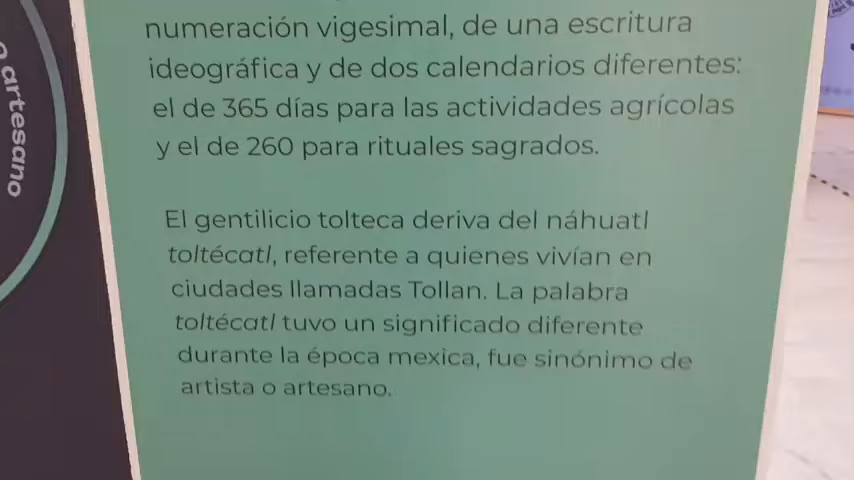 numeración vigesimal, de una escritura
ideográfica y de dos calendarios diferentes:
el de 365 días para las actividades agrícolas
y el de 260 para rituales sagrados.
El gentilicio tolteca deriva del náhuatl
toltécatl, referente a quienes vivían en
ciudades llamadas Tollan. La palabra
toltécatl tuvo un significado diferente
durante la época mexica, fue sinónimo de
artista o artesano.
o artesano